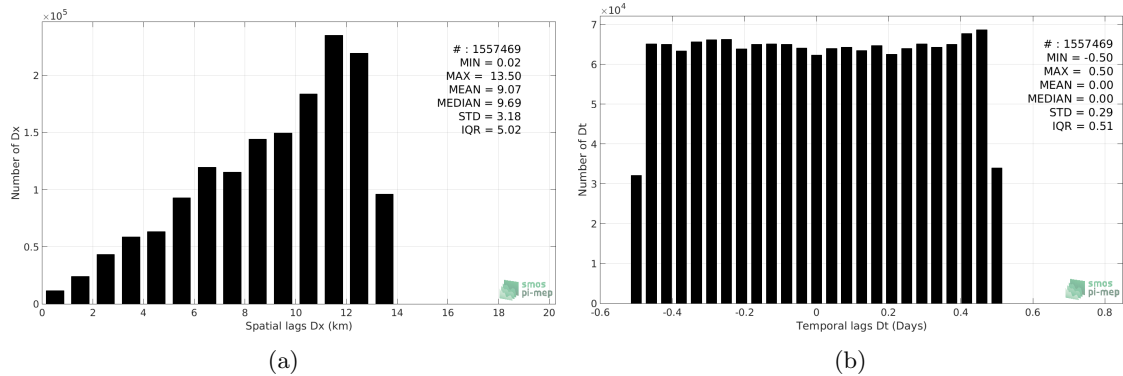 ×10⁵
2
1.5
1
0.5
0
Number of Dx
# : 1557469
MIN = 0.02
MAX = 13.50
MEAN = 9.07
MEDIAN = 9.69
STD = 3.18
IQR = 5.02
smos
pi-mep
0 2 4 6 8 10 12 14 16 18 20
Spatial lags Dx (km)
(a)
×10⁴
7
6
5
4
3
2
1
0
Number of Dt
# : 1557469
MIN = -0.50
MAX = 0.50
MEAN = 0.00
MEDIAN = 0.00
STD = 0.29
IQR = 0.51
smos
pi-mep
-0.6 -0.4 -0.2 0 0.2 0.4 0.6 0.8
Temporal lags Dt (Days)
(b)